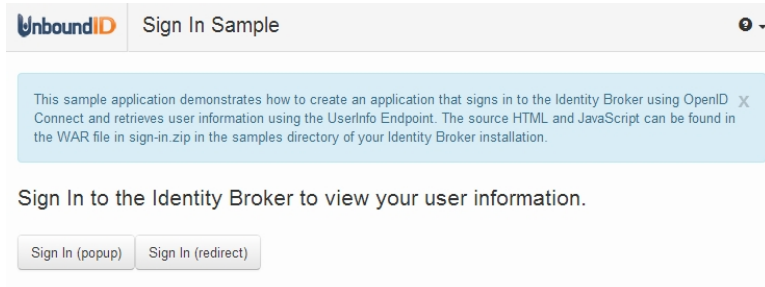 UnboundID Sign In Sample
This sample application demonstrates how to create an application that signs in to the Identity Broker using OpenID X
Connect and retrieves user information using the UserInfo Endpoint. The source HTML and JavaScript can be found in
the WAR file in sign-in.zip in the samples directory of your Identity Broker installation.
Sign In to the Identity Broker to view your user information.
Sign In (popup) Sign In (redirect)